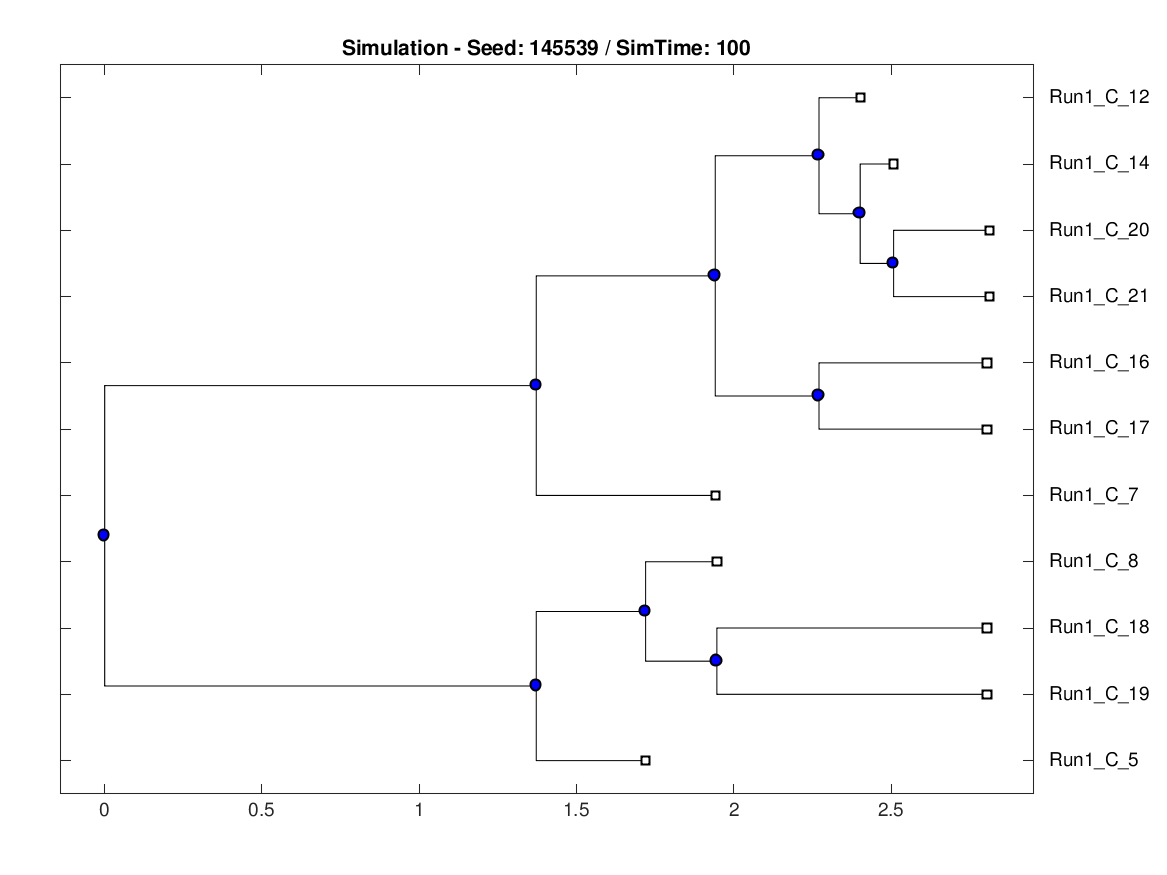 Simulation - Seed: 145539 / SimTime: 100
Run1_C_12
Run1_C_14
Run1_C_20
Run1_C_21
Run1_C_16
Run1_C_17
Run1_C_7
Run1_C_8
Run1_C_18
Run1_C_19
Run1_C_5
0 0.5 1 1.5 2 2.5